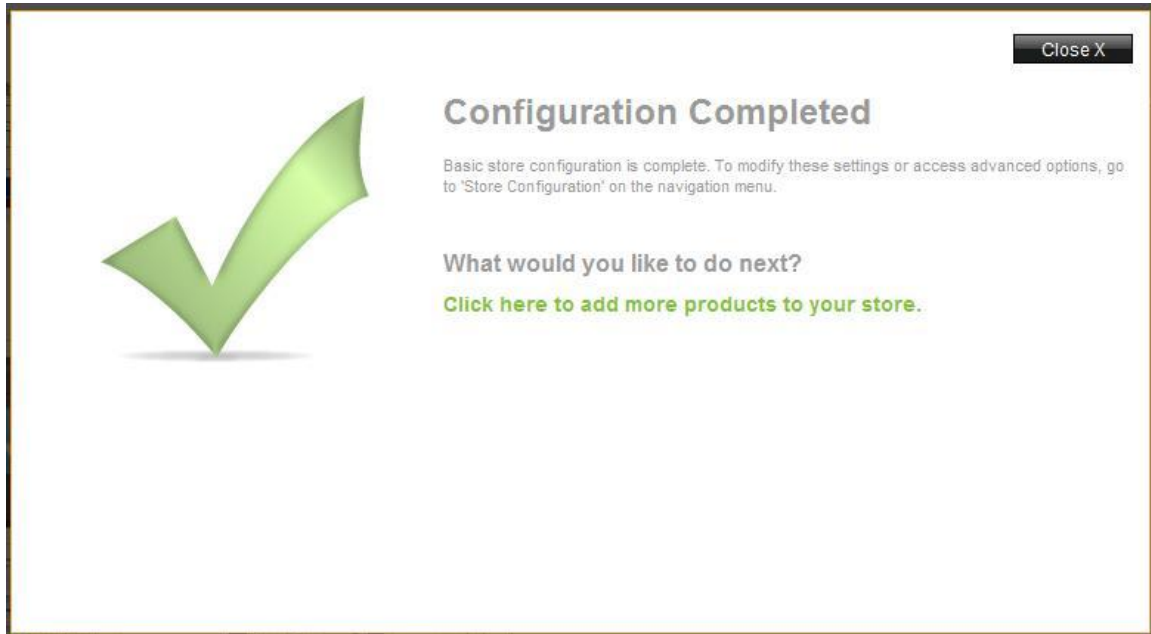 Close X
Configuration Completed
Basic store configuration is complete. To modify these settings or access advanced options, go
to 'Store Configuration' on the navigation menu.
What would you like to do next?
Click here to add more products to your store.